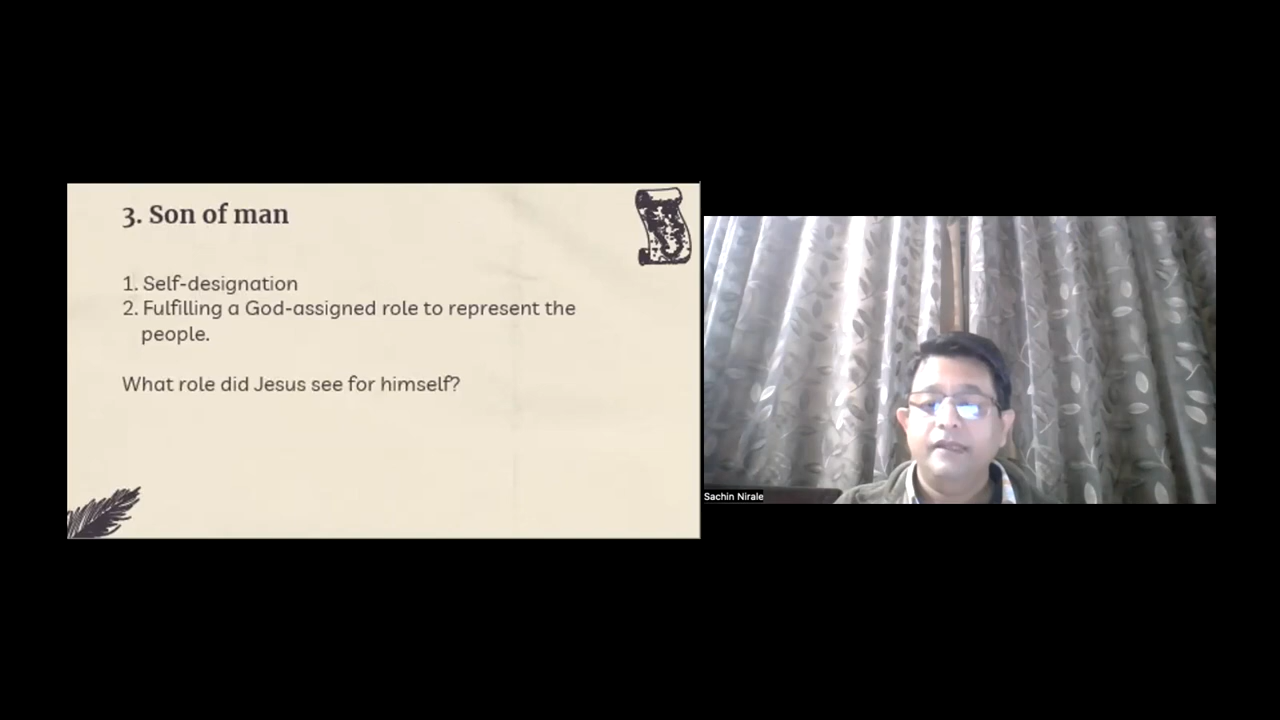 3. Son of man
1. Self-designation
2. Fulfilling a God-assigned role to represent the
people.
What role did Jesus see for himself?
Sachin Nirale